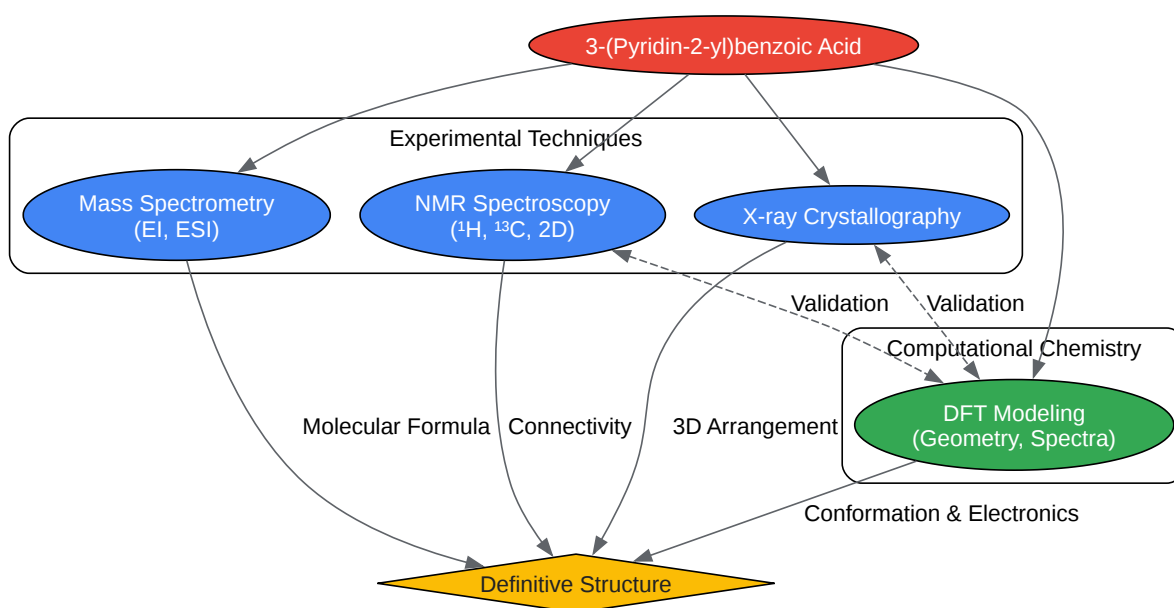 3-(Pyridin-2-yl)benzoic Acid
Experimental Techniques
Mass Spectrometry
(EI, ESI)
NMR Spectroscopy
(¹H, ¹³C, 2D)
X-ray Crystallography
Validation
Validation
Computational Chemistry
DFT Modeling
(Geometry, Spectra)
Molecular Formula
Connectivity
3D Arrangement
Conformation & Electronics
Definitive Structure